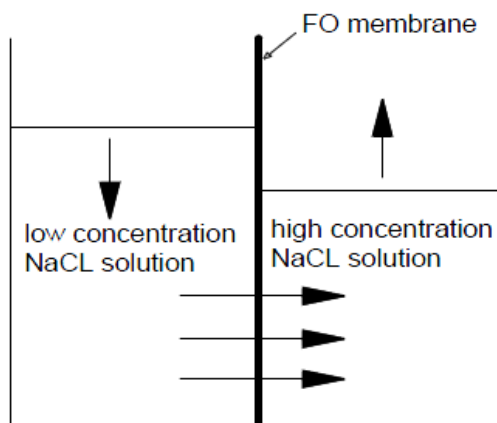 FO membrane
low concentration
NaCL solution
high concentration
NaCL solution